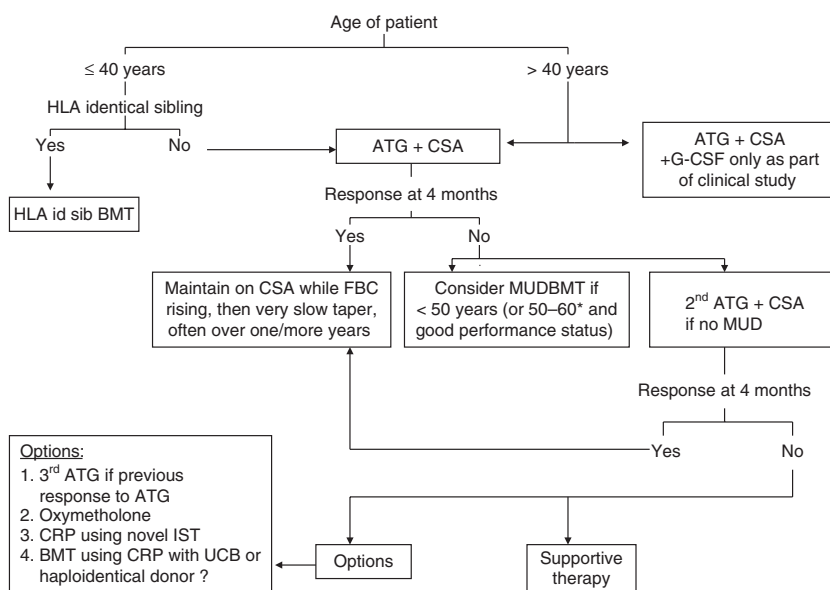 Age of patient
≤ 40 years
> 40 years
HLA identical sibling
Yes
No
ATG + CSA
ATG + CSA
+G-CSF only as part
of clinical study
HLA id sib BMT
Response at 4 months
Yes
No
Maintain on CSA while FBC
rising, then very slow taper,
often over one/more years
Consider MUDBMT if
< 50 years (or 50–60* and
good performance status)
2nd ATG + CSA
if no MUD
Response at 4 months
Yes
No
Options:
1. 3rd ATG if previous
response to ATG
2. Oxymetholone
3. CRP using novel IST
4. BMT using CRP with UCB or
haploidentical donor ?
Options
Supportive
therapy